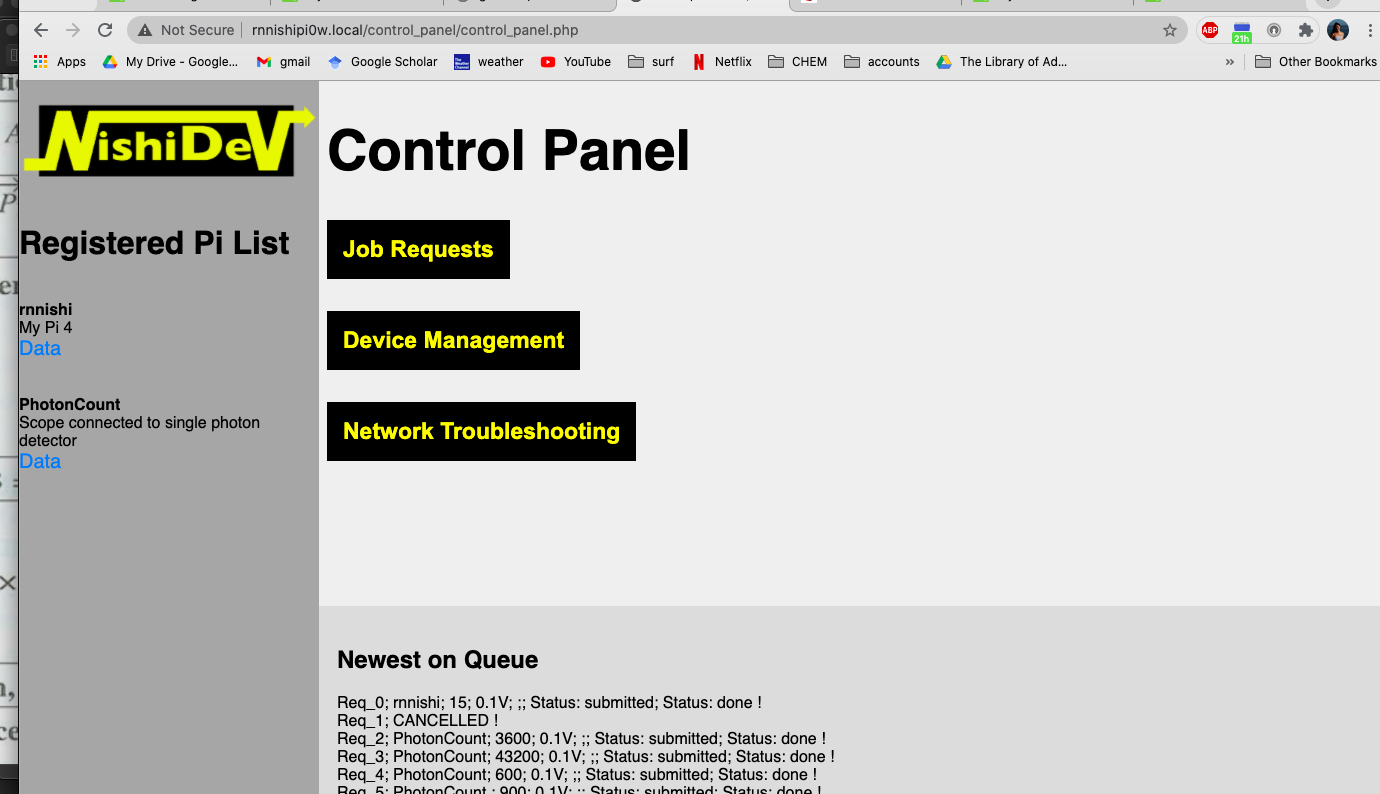 Not Secure
rnnishipi0w.local/control_panel/control_panel.php
ABP
21h
Apps
My Drive - Google...
gmail
Google Scholar
weather
YouTube
surf
Netflix
CHEM
accounts
The Library of Ad...
»
Other Bookmarks
NishiDeV
Control Panel
Job Requests
Registered Pi List
rnnishi
My Pi 4
Data
Device Management
PhotonCount
Scope connected to single photon
detector
Data
Network Troubleshooting
Newest on Queue
Req_0; rnnishi; 15; 0.1V; ;; Status: submitted; Status: done !
Req_1; CANCELLED !
Req_2; PhotonCount; 3600; 0.1V; ;; Status: submitted; Status: done !
Req_3; PhotonCount; 43200; 0.1V; ;; Status: submitted; Status: done !
Req_4; PhotonCount; 600; 0.1V; ;; Status: submitted; Status: done !
Req_5; PhotonCount ; 900; 0.1V; ;; Status: submitted; Status: done !